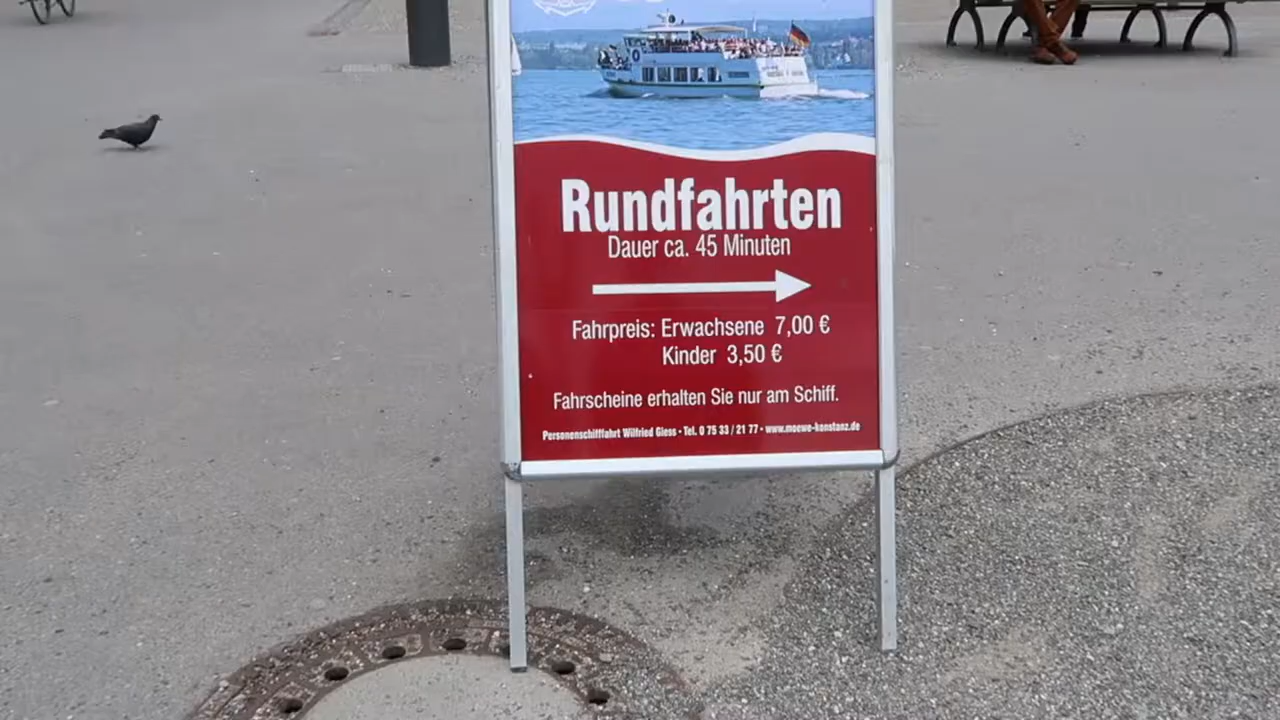 Rundfahrten
Dauer ca. 45 Minuten
Fahrpreis: Erwachsene 7,00 €
Kinder 3,50 €
Fahrscheine erhalten Sie nur am Schiff.
Personenschifffahrt Wilfried Giess • Tel. 0 75 33 / 21 77 • www.moewe-konstanz.de